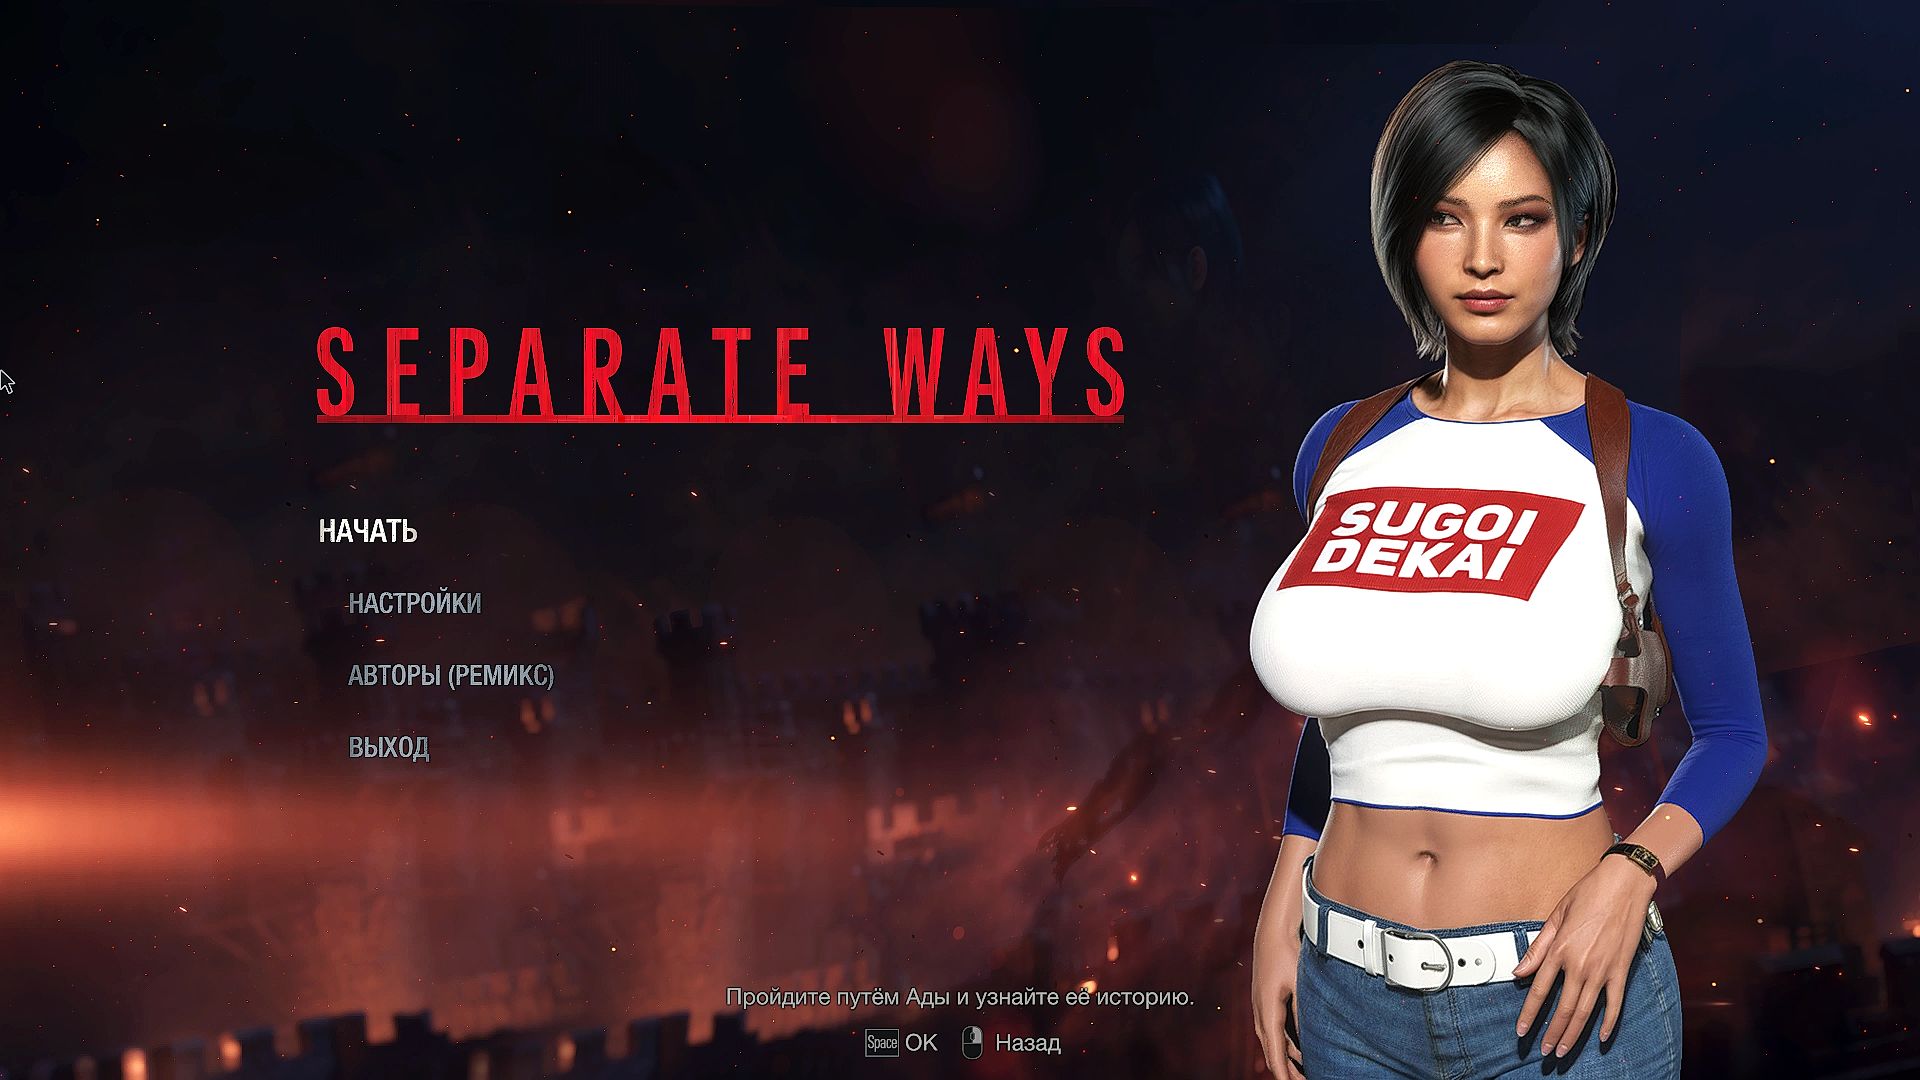 SEPARATE WAYS
НАЧАТЬ
НАСТРОЙКИ
АВТОРЫ (РЕМИКС)
ВЫХОД
SUGOI
DEKAI
Пройдите путём Ады и узнайте её историю.
Space OK Назад